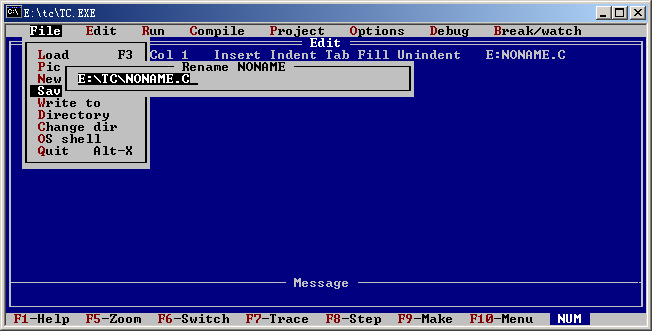 E:\tc\TC.EXE
File Edit Run Compile Project Options Debug Break/watch
Edit
Load F3 Col 1 Insert Indent Tab Fill Unindent E:NONAME.C
Pic Rename NONAME
New E:\TC\NONAME.C
Sav
Write to
Directory
Change dir
OS shell
Quit Alt-X
Message
F1-Help F5-Zoom F6-Switch F7-Trace F8-Step F9-Make F10-Menu NUM